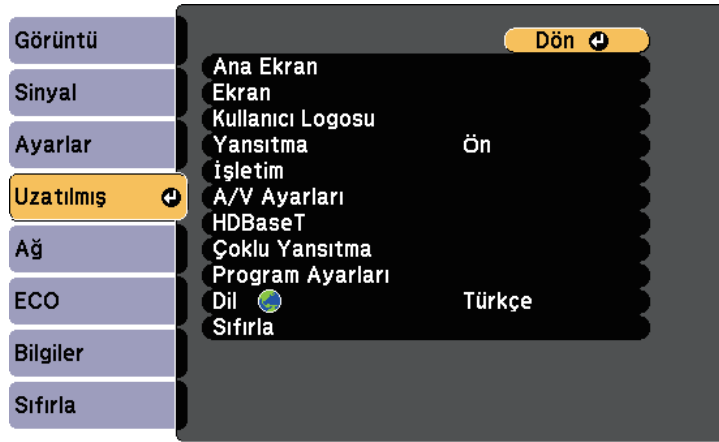 Görüntü
Sinyal
Ayarlar
Uzatılmış
Ağ
ECO
Bilgiler
Sıfırla
Dön
Ana Ekran
Ekran
Kullanıcı Logosu
Yansıtma Ön
İşletim
A/V Ayarları
HDBaseT
Çoklu Yansıtma
Program Ayarları
Dil Türkçe
Sıfırla